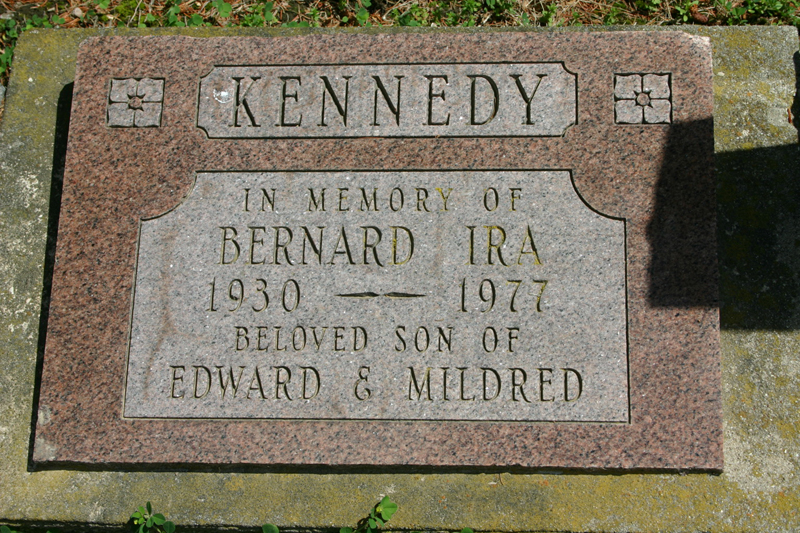 KENNEDY
IN MEMORY OF
BERNARD IRA
1930 — 1977
BELOVED SON OF
EDWARD & MILDRED